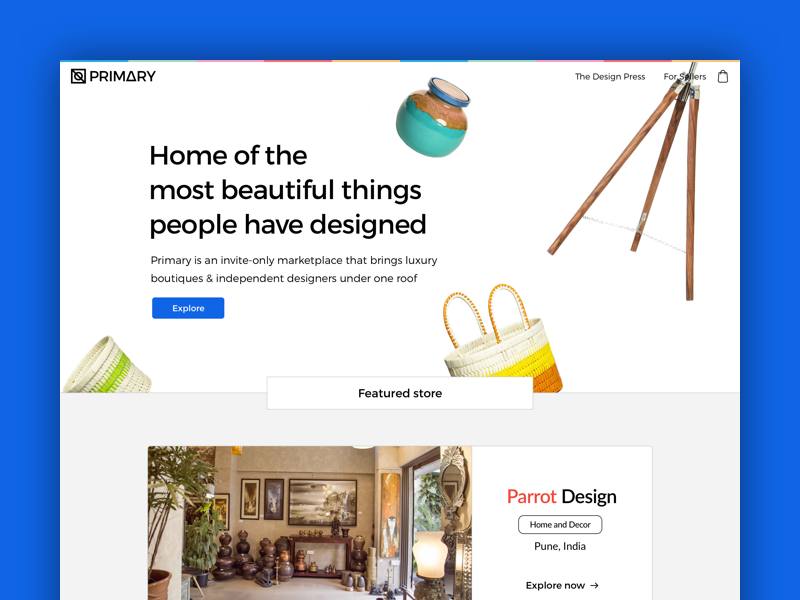 PRIMARY
The Design Press
For Sellers
Home of the
most beautiful things
people have designed
Primary is an invite-only marketplace that brings luxury
boutiques & independent designers under one roof
Explore
Featured store
Parrot Design
Home and Decor
Pune, India
Explore now →